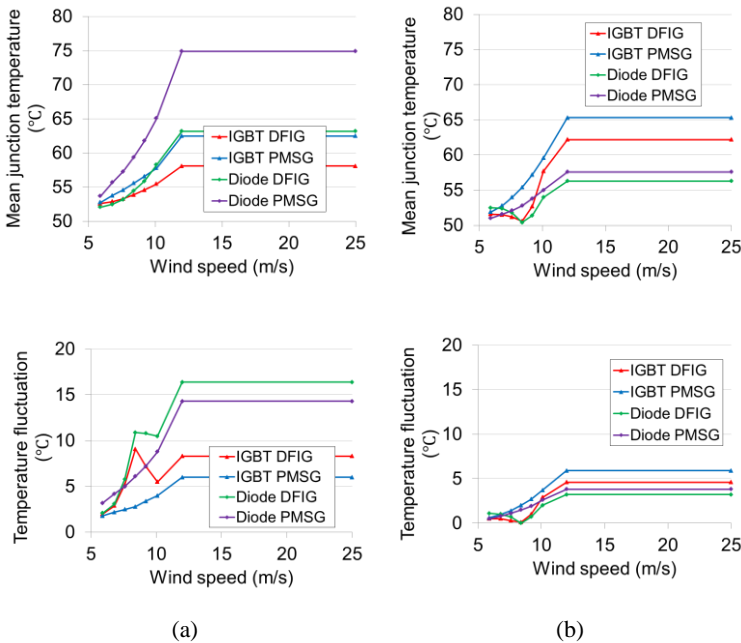 Mean junction temperature
(℃)
80
75
70
65
60
55
50
IGBT DFIG
IGBT PMSG
Diode DFIG
Diode PMSG
5
10
15
20
25
Wind speed (m/s)
Mean junction temperature
(℃)
80
75
70
65
60
55
50
IGBT DFIG
IGBT PMSG
Diode DFIG
Diode PMSG
5
10
15
20
25
Wind speed (m/s)
Temperature fluctuation
(℃)
20
15
10
5
0
IGBT DFIG
IGBT PMSG
Diode DFIG
Diode PMSG
5
10
15
20
25
Wind speed (m/s)
Temperature fluctuation
(℃)
20
15
10
5
0
IGBT DFIG
IGBT PMSG
Diode DFIG
Diode PMSG
5
10
15
20
25
Wind speed (m/s)
(a)
(b)